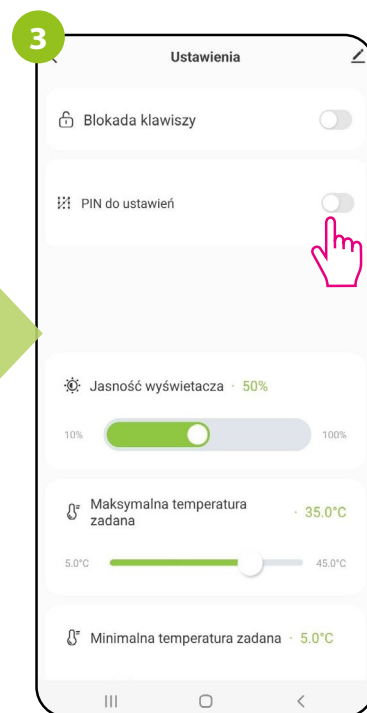 3
Ustawienia
Blokada klawiszy
PIN do ustawień
Jasność wyświetacza · 50%
10% 100%
Maksymalna temperatura
zadana · 35.0°C
5.0°C 45.0°C
Minimalna temperatura zadana · 5.0°C